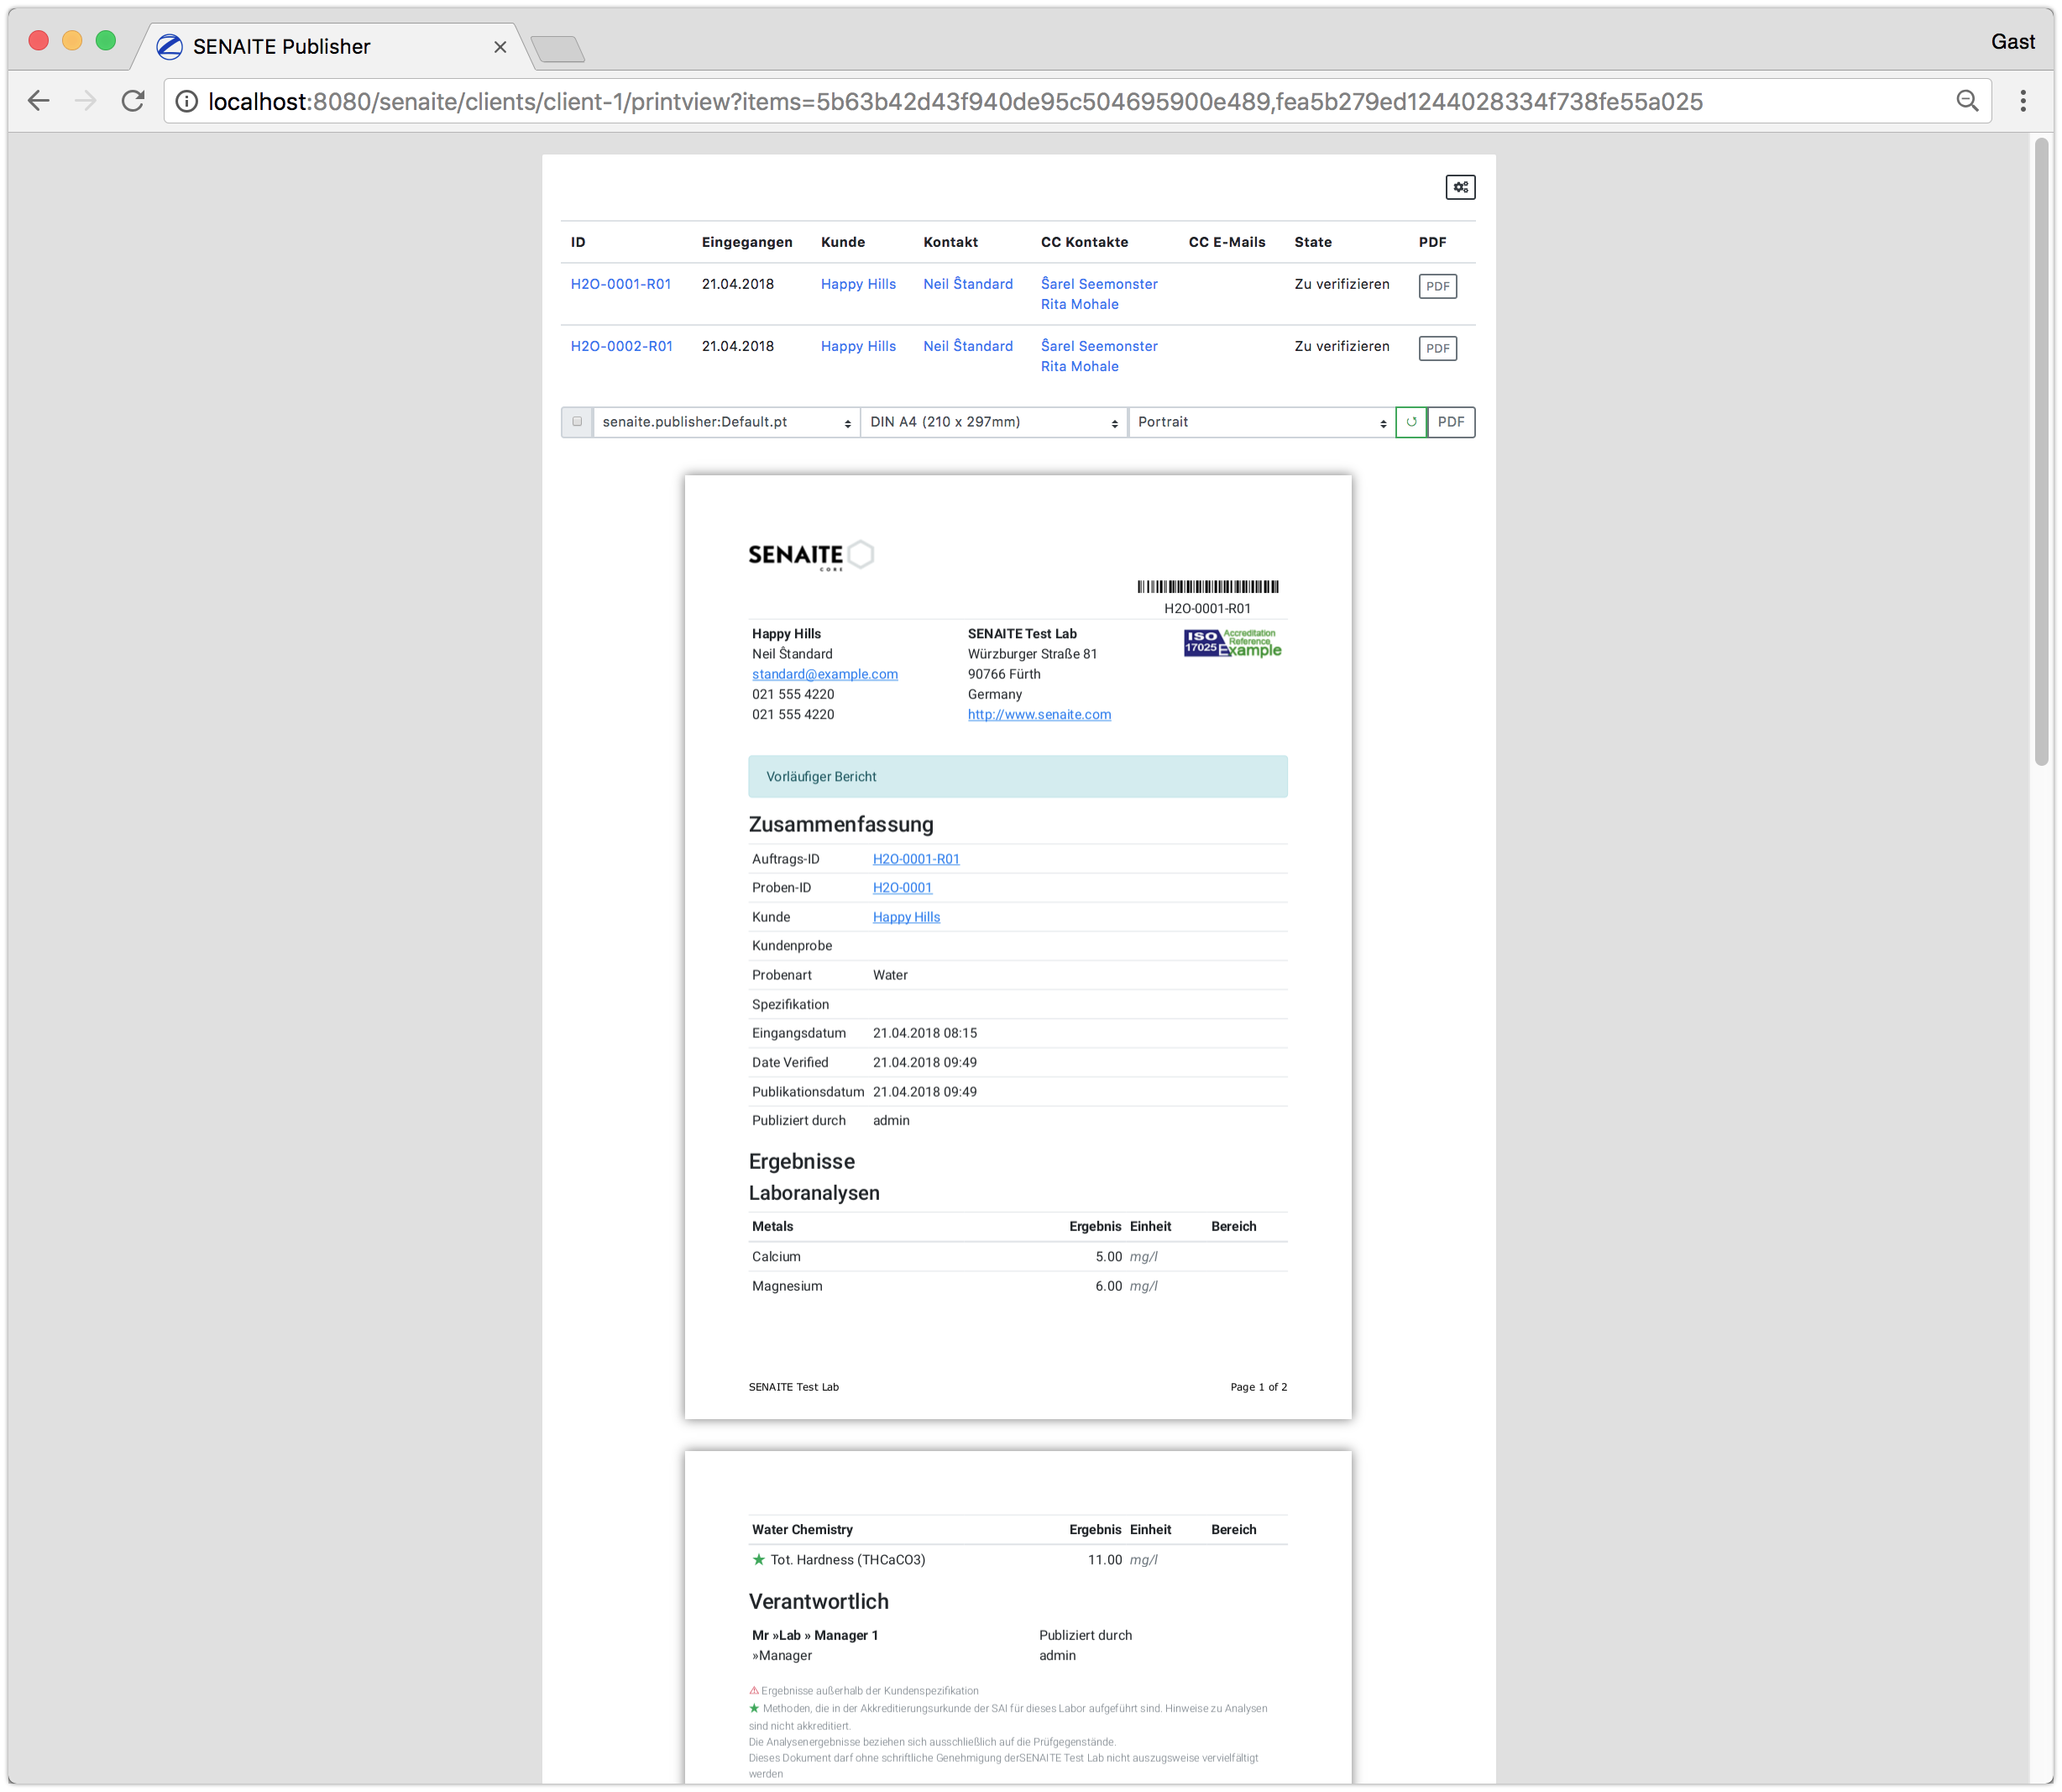 SENAITE Publisher
Gast
localhost:8080/senaite/clients/client-1/printview?items=5b63b42d43f940de95c504695900e489,fea5b279ed1244028334f738fe55a025
ID Eingegangen Kunde Kontakt CC Kontakte CC E-Mails State PDF
H2O-0001-R01 21.04.2018 Happy Hills Neil Ŝtandard Ŝarel Seemonster Zu verifizieren PDF
Rita Mohale
H2O-0002-R01 21.04.2018 Happy Hills Neil Ŝtandard Ŝarel Seemonster Zu verifizieren PDF
Rita Mohale
senaite.publisher:Default.pt DIN A4 (210 x 297mm) Portrait PDF
SENAITE
CORE
H2O-0001-R01
Happy Hills SENAITE Test Lab
Neil Ŝtandard Würzburger Straße 81
standard@example.com 90766 Fürth
021 555 4220 Germany
021 555 4220 http://www.senaite.com
ISO 17025 Accreditation Reference Example
Vorläufiger Bericht
Zusammenfassung
Auftrags-ID H2O-0001-R01
Proben-ID H2O-0001
Kunde Happy Hills
Kundenprobe
Probenart Water
Spezifikation
Eingangsdatum 21.04.2018 08:15
Date Verified 21.04.2018 09:49
Publikationsdatum 21.04.2018 09:49
Publiziert durch admin
Ergebnisse
Laboranalysen
Metals Ergebnis Einheit Bereich
Calcium 5.00 mg/l
Magnesium 6.00 mg/l
SENAITE Test Lab Page 1 of 2
Water Chemistry Ergebnis Einheit Bereich
★ Tot. Hardness (THCaCO3) 11.00 mg/l
Verantwortlich
Mr »Lab » Manager 1 Publiziert durch
»Manager admin
⚠ Ergebnisse außerhalb der Kundenspezifikation
★ Methoden, die in der Akkreditierungsurkunde der SAI für dieses Labor aufgeführt sind. Hinweise zu Analysen
sind nicht akkreditiert.
Die Analysenergebnisse beziehen sich ausschließlich auf die Prüfgegenstände.
Dieses Dokument darf ohne schriftliche Genehmigung derSENAITE Test Lab nicht auszugsweise vervielfältigt
werden